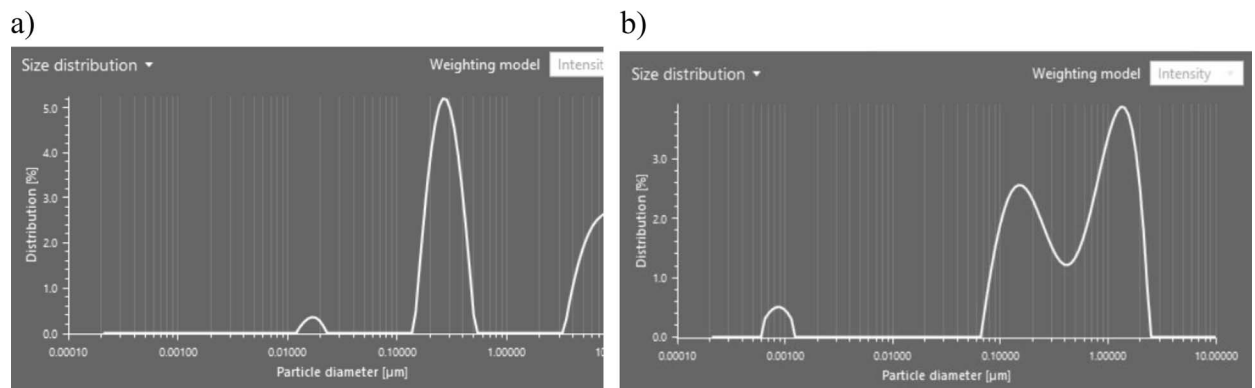 a)
Size distribution
Weighting model
Intensit
5.0
4.0
3.0
2.0
1.0
0.0
Distribution [%]
0.00010
0.00100
0.01000
0.10000
1.00000
10
Particle diameter [µm]
b)
Size distribution
Weighting model
Intensity
3.0
2.0
1.0
0.0
Distribution [%]
0.00010
0.00100
0.01000
0.10000
1.00000
10.00000
Particle diameter [µm]